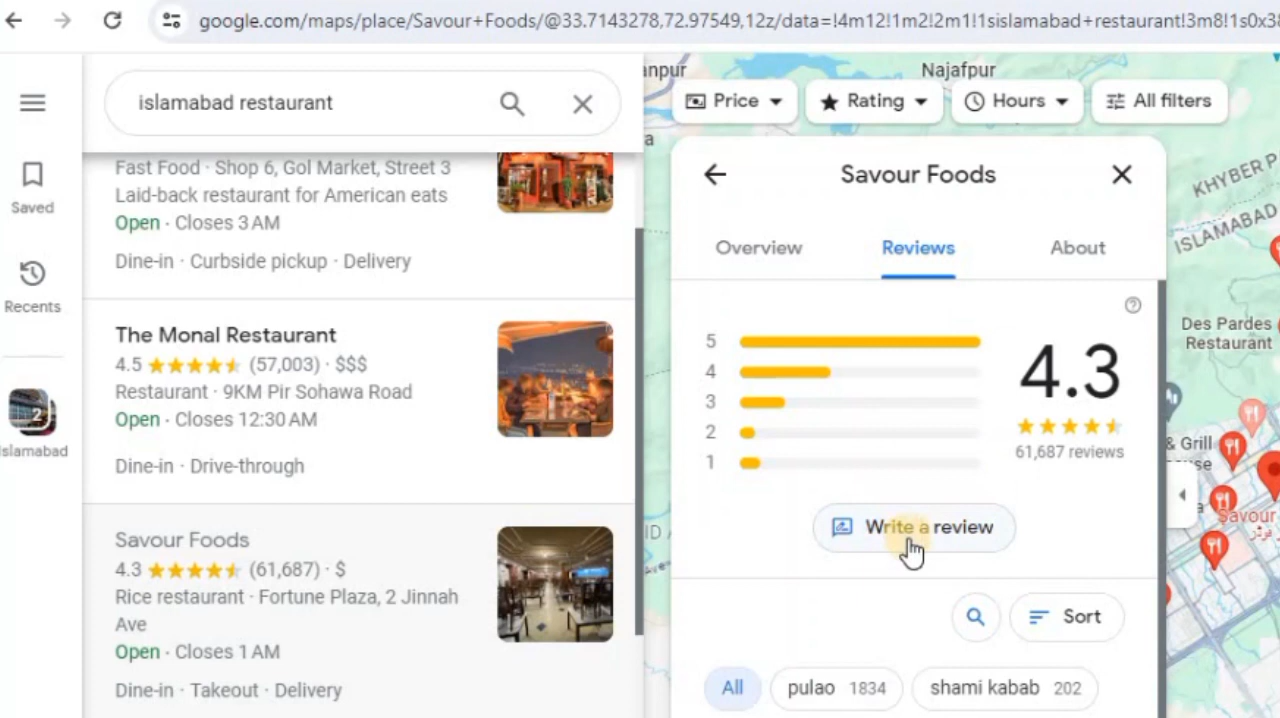 google.com/maps/place/Savour+Foods/@33.7143278,72.97549,12z/data=!4m12!1m2!2m1!1sislamabad+restaurant!3m8!1s0x38
islamabad restaurant
Saved
Recents
2
Islamabad
Fast Food · Shop 6, Gol Market, Street 3
Laid-back restaurant for American eats
Open · Closes 3 AM
Dine-in · Curbside pickup · Delivery
The Monal Restaurant
4.5 (57,003) · $$$
Restaurant · 9KM Pir Sohawa Road
Open · Closes 12:30 AM
Dine-in · Drive-through
Savour Foods
4.3 (61,687) · $
Rice restaurant · Fortune Plaza, 2 Jinnah
Ave
Open · Closes 1 AM
Dine-in · Takeout · Delivery
Najafpur
Price
Rating
Hours
All filters
Savour Foods
Overview
Reviews
About
5
4
3
2
1
4.3
61,687 reviews
Write a review
Sort
All
pulao 1834
shami kabab 202
KHYBER P
ISLAMABAD
Des Pardes
Restaurant
& Grill
Savour